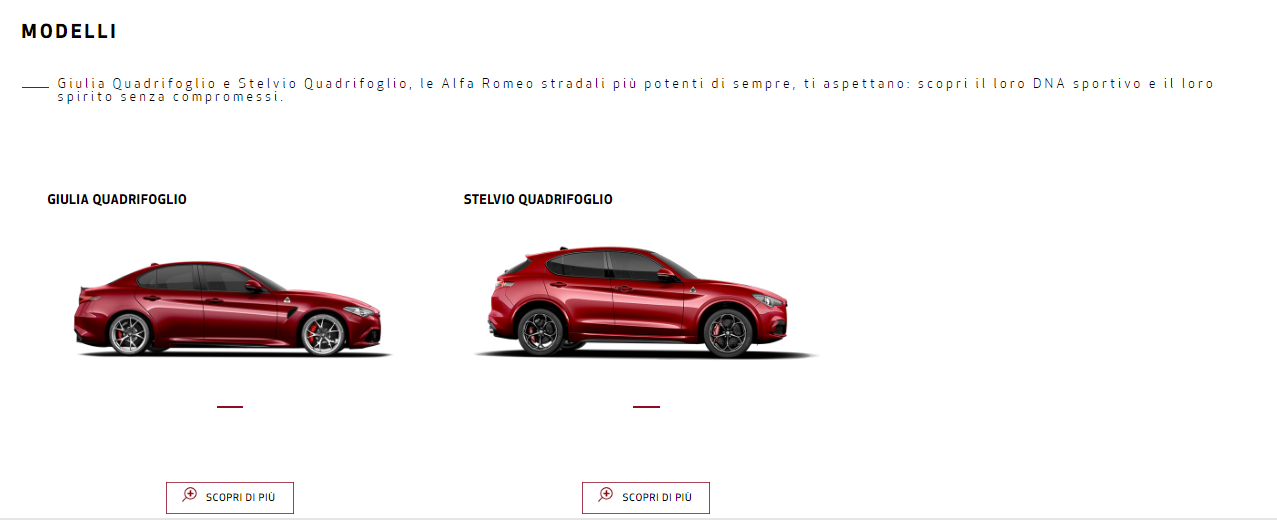 MODELLI
Giulia Quadrifoglio e Stelvio Quadrifoglio, le Alfa Romeo stradali più potenti di sempre, ti aspettano: scopri il loro DNA sportivo e il loro
spirito senza compromessi.
GIULIA QUADRIFOGLIO
STELVIO QUADRIFOGLIO
SCOPRI DI PIÙ
SCOPRI DI PIÙ